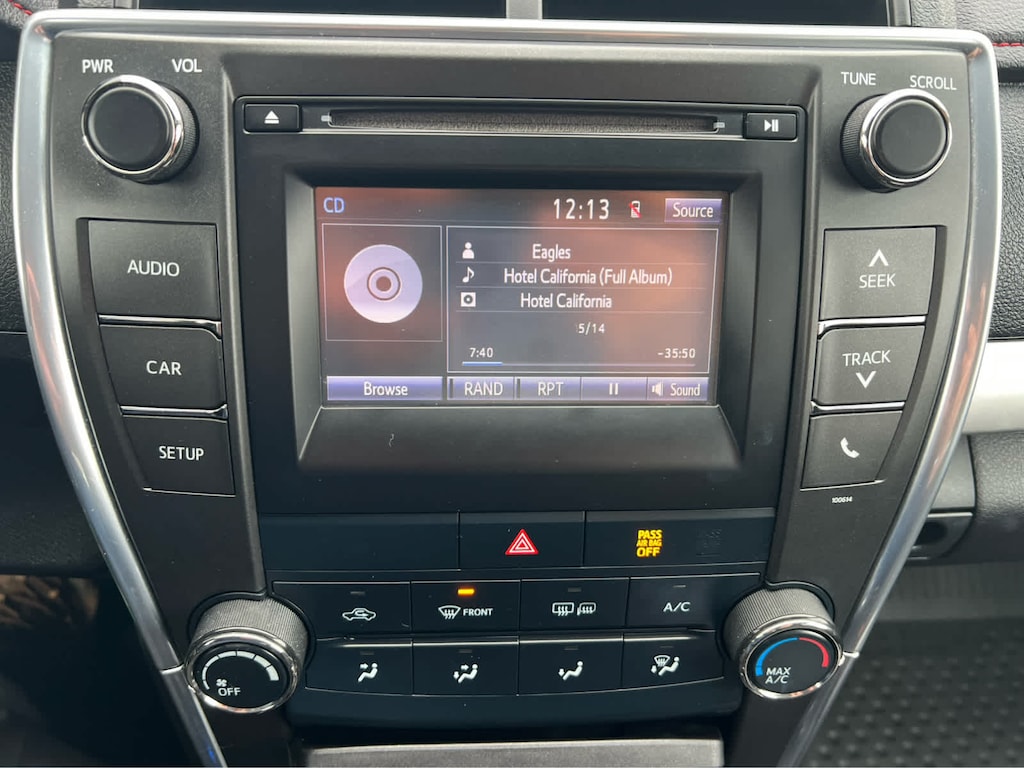 PWR VOL
TUNE SCROLL
CD 12:13 Source
Eagles
Hotel California (Full Album)
Hotel California
5/14
7:40 -35:50
Browse RAND RPT Sound
AUDIO
CAR
SETUP
SEEK
TRACK
100614
PASS
AIR BAG
OFF
FRONT
A/C
OFF
MAX
A/C